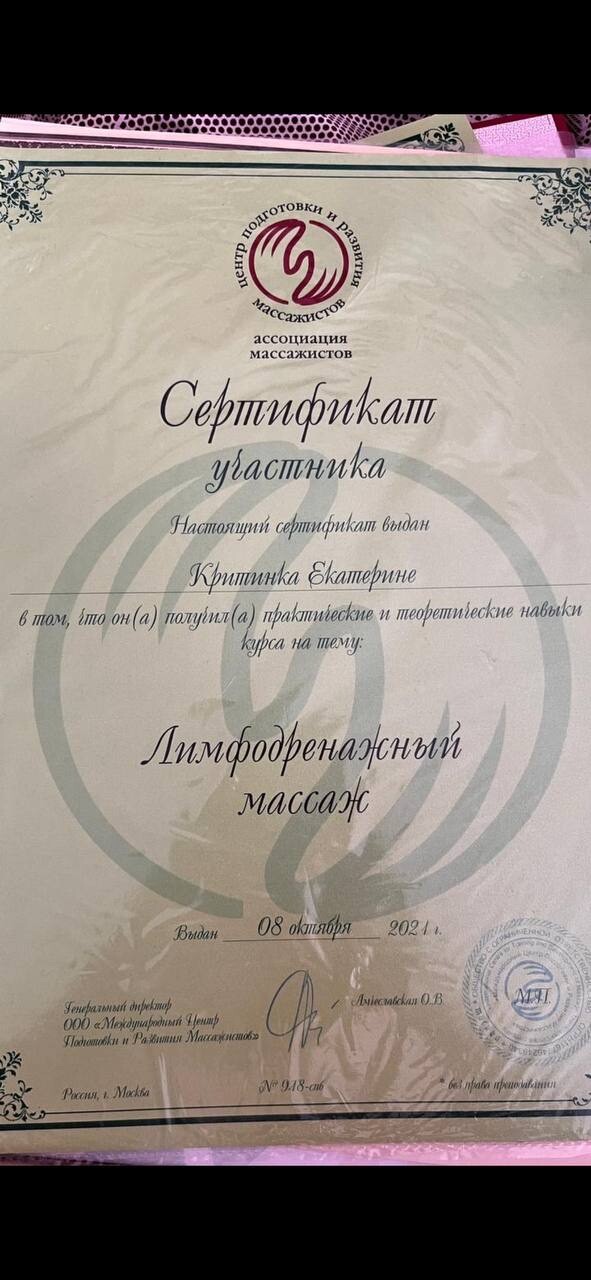 центр подготовки и развития
массажистов
ассоциация
массажистов
Сертификат
участника
Настоящий сертификат выдан
Критинка Екатерине
в том, что он(а) получил(а) практические и теоретические навыки
курса на тему:
Лимфодренажный
массаж
Выдан 08 октября 2021 г.
Генеральный директор
ООО «Международный Центр
Подготовки и Развития Массажистов»
О.В.
М.П.
Россия, г. Москва
№ 918-спб
* без права преподавания